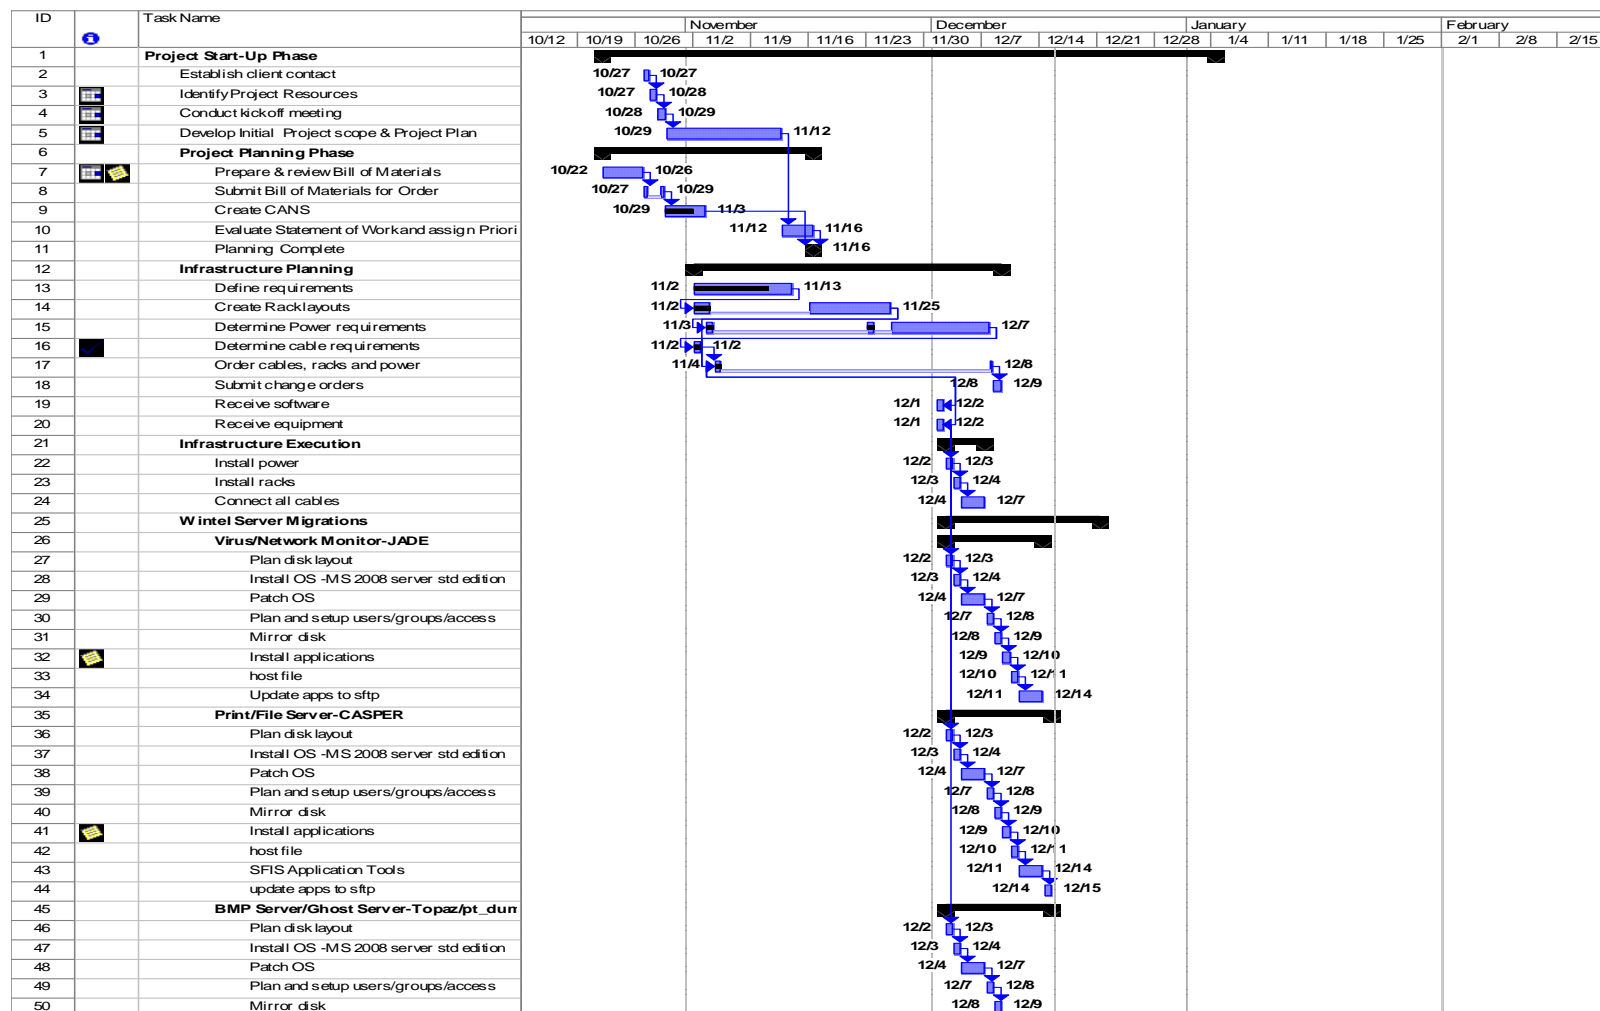 ID Task Name November December January February
10/12 10/19 10/26 11/2 11/9 11/16 11/23 11/30 12/7 12/14 12/21 12/28 1/4 1/11 1/18 1/25 2/1 2/8 2/15
1 Project Start-Up Phase
2 Establish client contact 10/27 10/27
3 Identify Project Resources 10/27 10/28
4 Conduct kickoff meeting 10/28 10/29
5 Develop Initial Project scope & Project Plan 10/29 11/12
6 Project Planning Phase
7 Prepare & review Bill of Materials 10/22 10/26
8 Submit Bill of Materials for Order 10/27 10/29
9 Create CANS 10/29 11/3
10 Evaluate Statement of Work and assign Priori 11/12 11/16
11 Planning Complete 11/16
12 Infrastructure Planning
13 Define requirements 11/2 11/13
14 Create Rack layouts 11/2 11/25
15 Determine Power requirements 11/3 12/7
16 Determine cable requirements 11/2 11/2
17 Order cables, racks and power 11/4 12/8
18 Submit change orders 12/8 12/9
19 Receive software 12/1 12/2
20 Receive equipment 12/1 12/2
21 Infrastructure Execution
22 Install power 12/2 12/3
23 Install racks 12/3 12/4
24 Connect all cables 12/4 12/7
25 Wintel Server Migrations
26 Virus/Network Monitor-JADE
27 Plan disk layout 12/2 12/3
28 Install OS -MS 2008 server std edition 12/3 12/4
29 Patch OS 12/4 12/7
30 Plan and setup users/groups/access 12/7 12/8
31 Mirror disk 12/8 12/9
32 Install applications 12/9 12/10
33 host file 12/10 12/11
34 Update apps to sftp 12/11 12/14
35 Print/File Server-CASPER
36 Plan disk layout 12/2 12/3
37 Install OS -MS 2008 server std edition 12/3 12/4
38 Patch OS 12/4 12/7
39 Plan and setup users/groups/access 12/7 12/8
40 Mirror disk 12/8 12/9
41 Install applications 12/9 12/10
42 host file 12/10 12/11
43 SFIS Application Tools 12/11 12/14
44 update apps to sftp 12/14 12/15
45 BMP Server/Ghost Server-Topaz/pt_dum
46 Plan disk layout 12/2 12/3
47 Install OS -MS 2008 server std edition 12/3 12/4
48 Patch OS 12/4 12/7
49 Plan and setup users/groups/access 12/7 12/8
50 Mirror disk 12/8 12/9